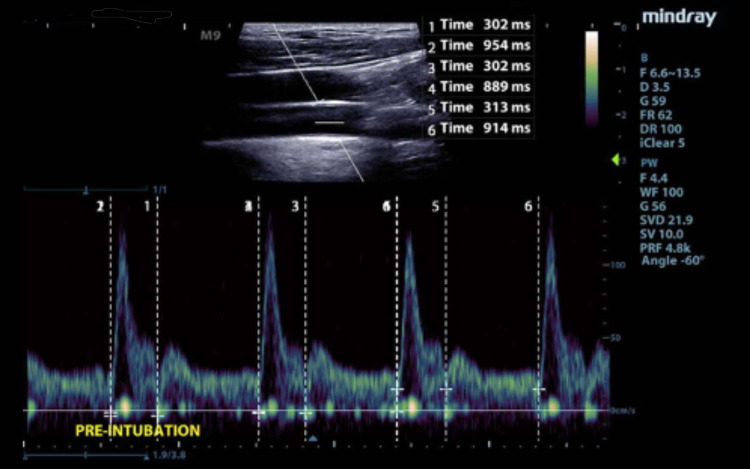 mindray
M9
1 Time 302 ms
2 Time 954 ms
3 Time 302 ms
4 Time 889 ms
5 Time 313 ms
6 Time 914 ms
0
1
2
3
B
F 6.6~13.5
D 3.5
G 59
FR 62
DR 100
iClear 5
PW
F 4.4
WF 100
G 56
SVD 21.9
SV 10.0
PRF 4.8k
Angle -60°
1/1
1 3 5 6
100
50
0cm/s
PRE-INTUBATION
1.9/3.8